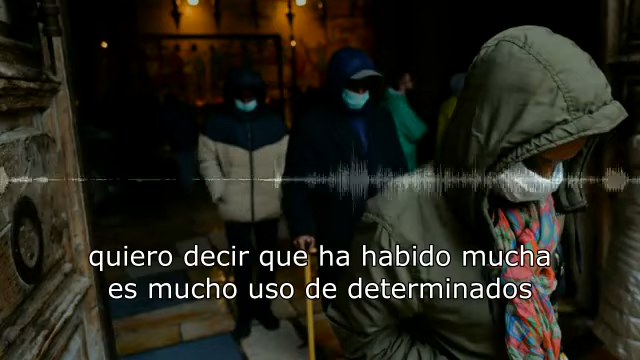 quiero decir que ha habido mucha
es mucho uso de determinados